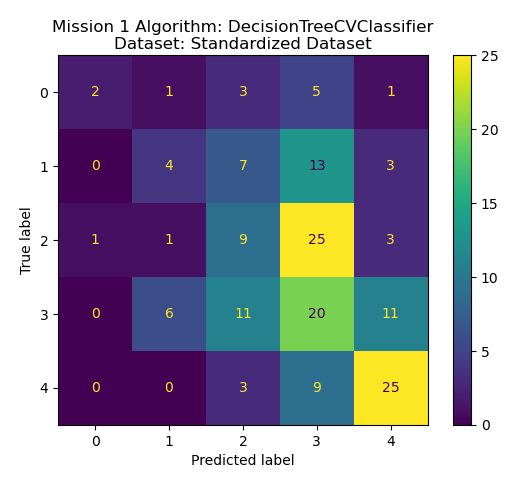 Mission 1 Algorithm: DecisionTreeCVClassifier
Dataset: Standardized Dataset
True label
0 2 1 3 5 1
1 0 4 7 13 3
2 1 1 9 25 3
3 0 6 11 20 11
4 0 0 3 9 25
0 1 2 3 4
Predicted label
25
20
15
10
5
0